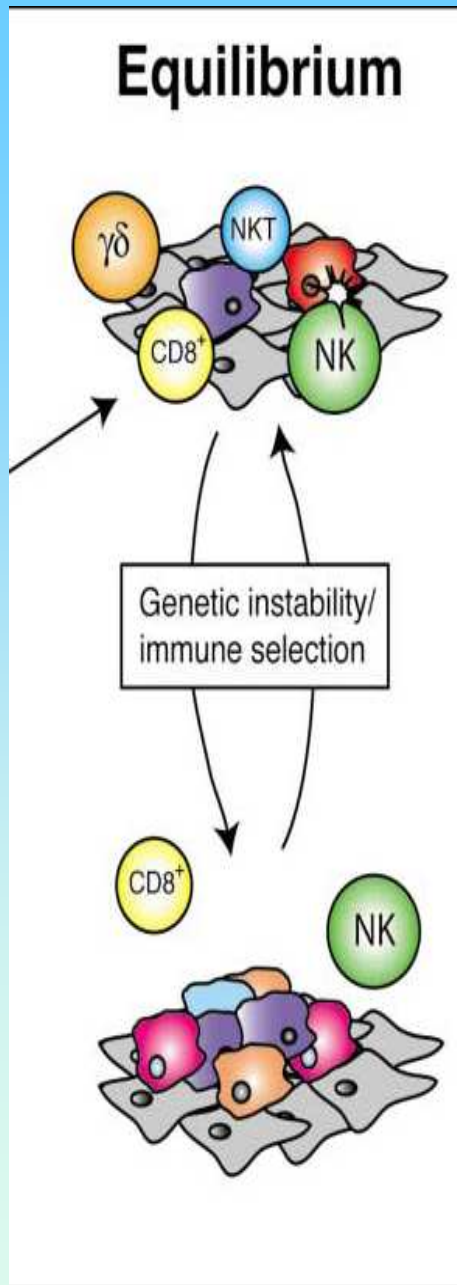 Equilibrium
γδ
NKT
CD8⁺
NK
Genetic instability/
immune selection
CD8⁺
NK